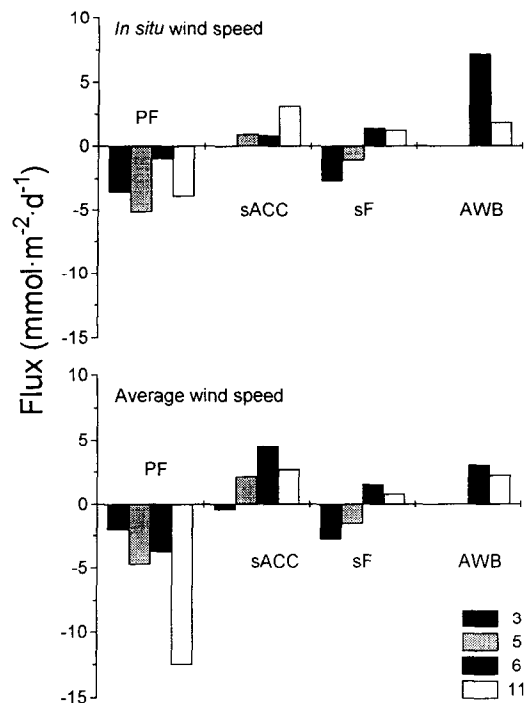 Flux (mmol·m⁻²·d⁻¹)
In situ wind speed
10
5
0
-5
-10
-15
PF
sACC
sF
AWB
Average wind speed
10
5
0
-5
-10
-15
PF
sACC
sF
AWB
3
5
6
11